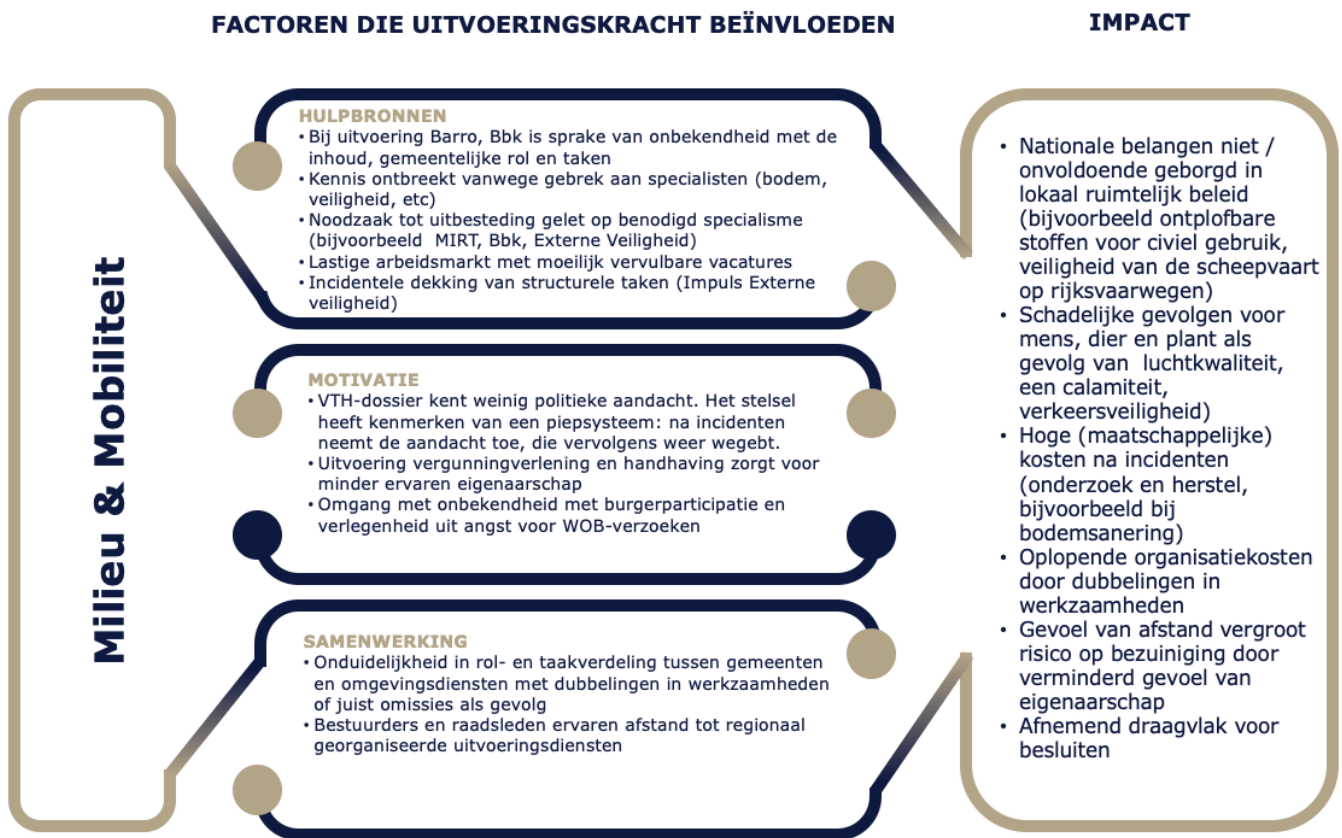 FACTOREN DIE UITVOERINGSKRACHT BEÏNVLOEDEN
IMPACT
Milieu & Mobiliteit
HULPBRONNEN
• Bij uitvoering Barro, Bbk is sprake van onbekendheid met de
inhoud, gemeentelijke rol en taken
• Kennis ontbreekt vanwege gebrek aan specialisten (bodem,
veiligheid, etc)
• Noodzaak tot uitbesteding gelet op benodigd specialisme
(bijvoorbeeld MIRT, Bbk, Externe Veiligheid)
• Lastige arbeidsmarkt met moeilijk vervulbare vacatures
• Incidentele dekking van structurele taken (Impuls Externe
veiligheid)
MOTIVATIE
• VTH-dossier kent weinig politieke aandacht. Het stelsel
heeft kenmerken van een piepsysteem: na incidenten
neemt de aandacht toe, die vervolgens weer wegebt.
• Uitvoering vergunningverlening en handhaving zorgt voor
minder ervaren eigenaarschap
• Omgang met onbekendheid met burgerparticipatie en
verlegenheid uit angst voor WOB-verzoeken
SAMENWERKING
• Onduidelijkheid in rol- en taakverdeling tussen gemeenten
en omgevingsdiensten met dubbelingen in werkzaamheden
of juist omissies als gevolg
• Bestuurders en raadsleden ervaren afstand tot regionaal
georganiseerde uitvoeringsdiensten
• Nationale belangen niet /
onvoldoende geborgd in
lokaal ruimtelijk beleid
(bijvoorbeeld ontplofbare
stoffen voor civiel gebruik,
veiligheid van de scheepvaart
op rijksvaarwegen)
• Schadelijke gevolgen voor
mens, dier en plant als
gevolg van luchtkwaliteit,
een calamiteit,
verkeersveiligheid)
• Hoge (maatschappelijke)
kosten na incidenten
(onderzoek en herstel,
bijvoorbeeld bij
bodemsanering)
• Oplopende organisatiekosten
door dubbelingen in
werkzaamheden
• Gevoel van afstand vergroot
risico op bezuiniging door
verminderd gevoel van
eigenaarschap
• Afnemend draagvlak voor
besluiten